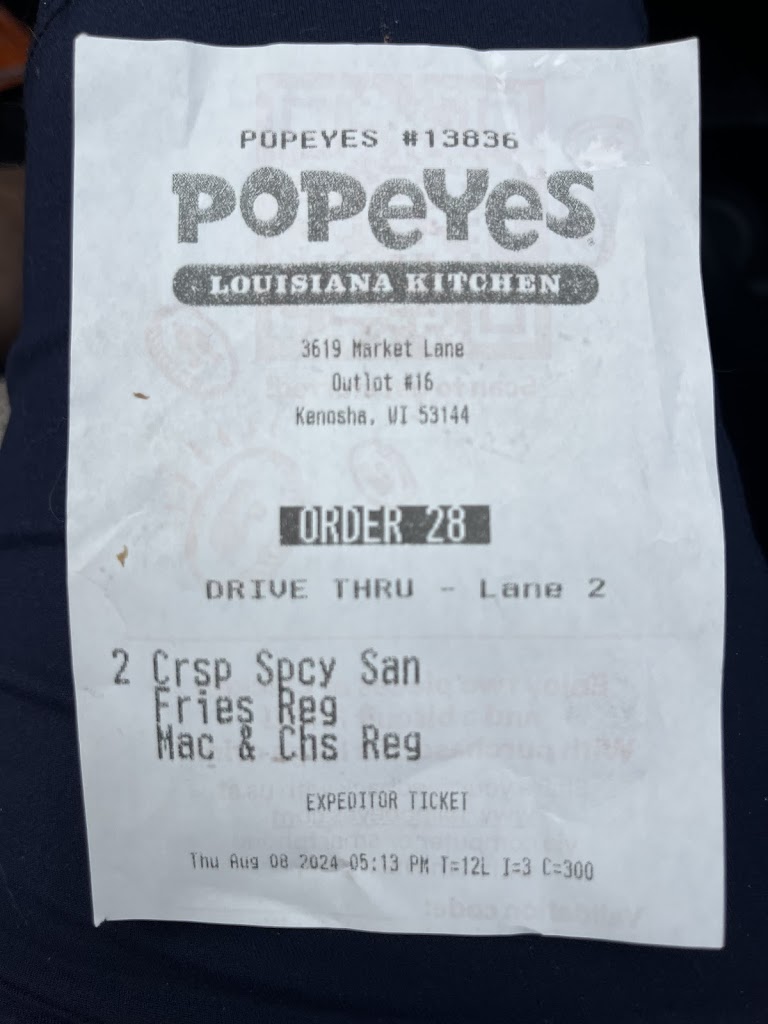 POPEYES #13836
POPEYES
LOUISIANA KITCHEN
3619 Market Lane
Outlot #16
Kenosha, WI 53144
ORDER 28
DRIVE THRU - Lane 2
2 Crsp Spcy San
Fries Reg
Mac & Chs Reg
EXPEDITOR TICKET
Thu Aug 08 2024 05:13 PM T=12L I=3 C=300